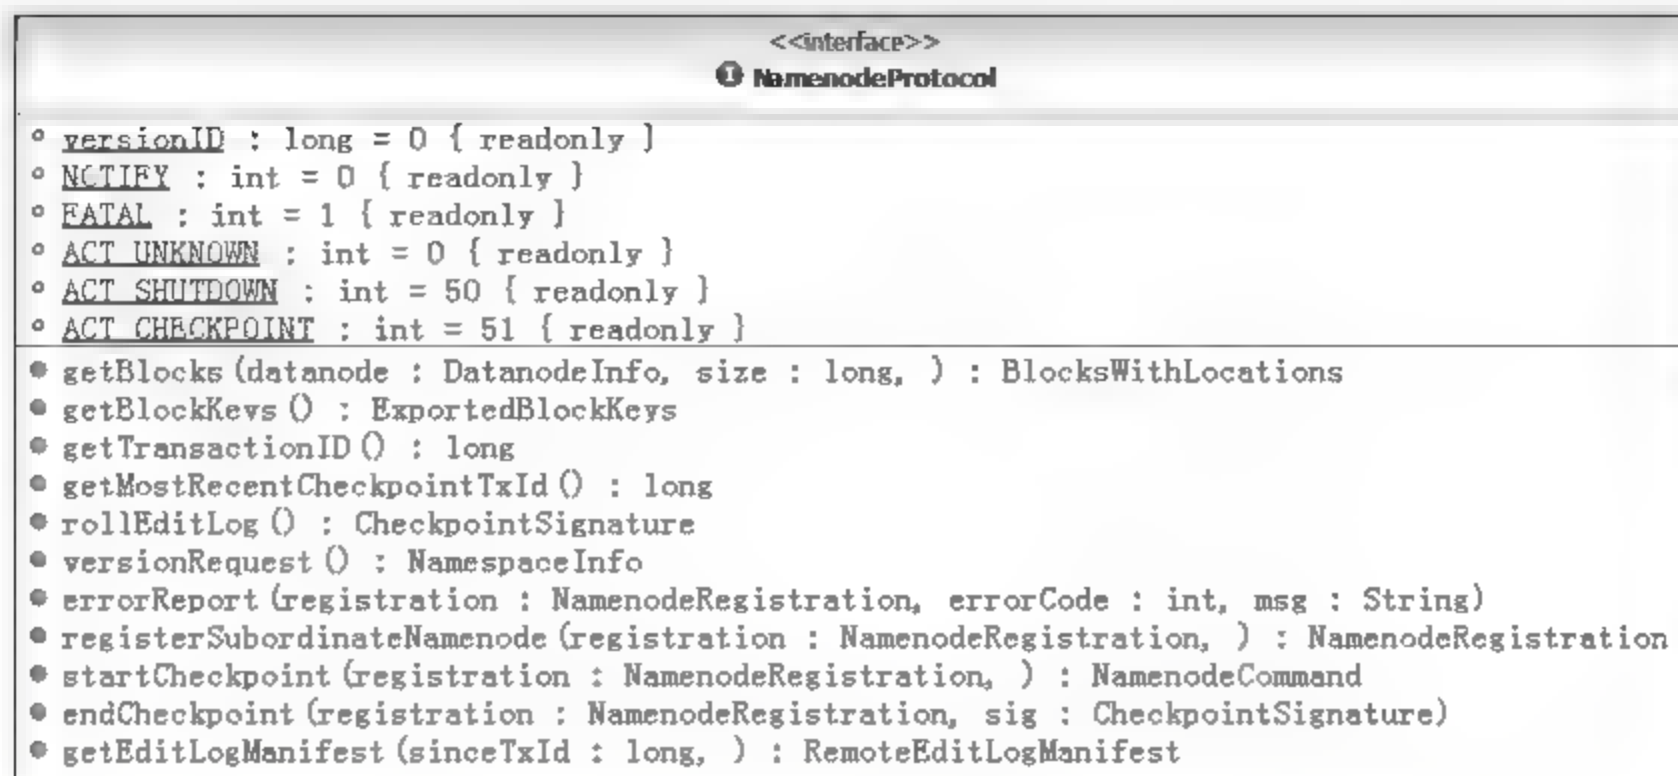 <<interface>>
NamenodeProtocol
versionID : long = 0 { readonly }
NOTIFY : int = 0 { readonly }
FATAL : int = 1 { readonly }
ACT_UNKNOWN : int = 0 { readonly }
ACT_SHUTDOWN : int = 50 { readonly }
ACT_CHECKPOINT : int = 51 { readonly }
getBlocks(datanode : DatanodeInfo, size : long, ) : BlocksWithLocations
getBlockKeys() : ExportedBlockKeys
getTransactionID() : long
getMostRecentCheckpointTxId() : long
rollEditLog() : CheckpointSignature
versionRequest() : NamespaceInfo
errorReport(registration : NamenodeRegistration, errorCode : int, msg : String)
registerSubordinateNamenode(registration : NamenodeRegistration, ) : NamenodeRegistration
startCheckpoint(registration : NamenodeRegistration, ) : NamenodeCommand
endCheckpoint(registration : NamenodeRegistration, sig : CheckpointSignature)
getEditLogManifest(sinceTxId : long, ) : RemoteEditLogManifest